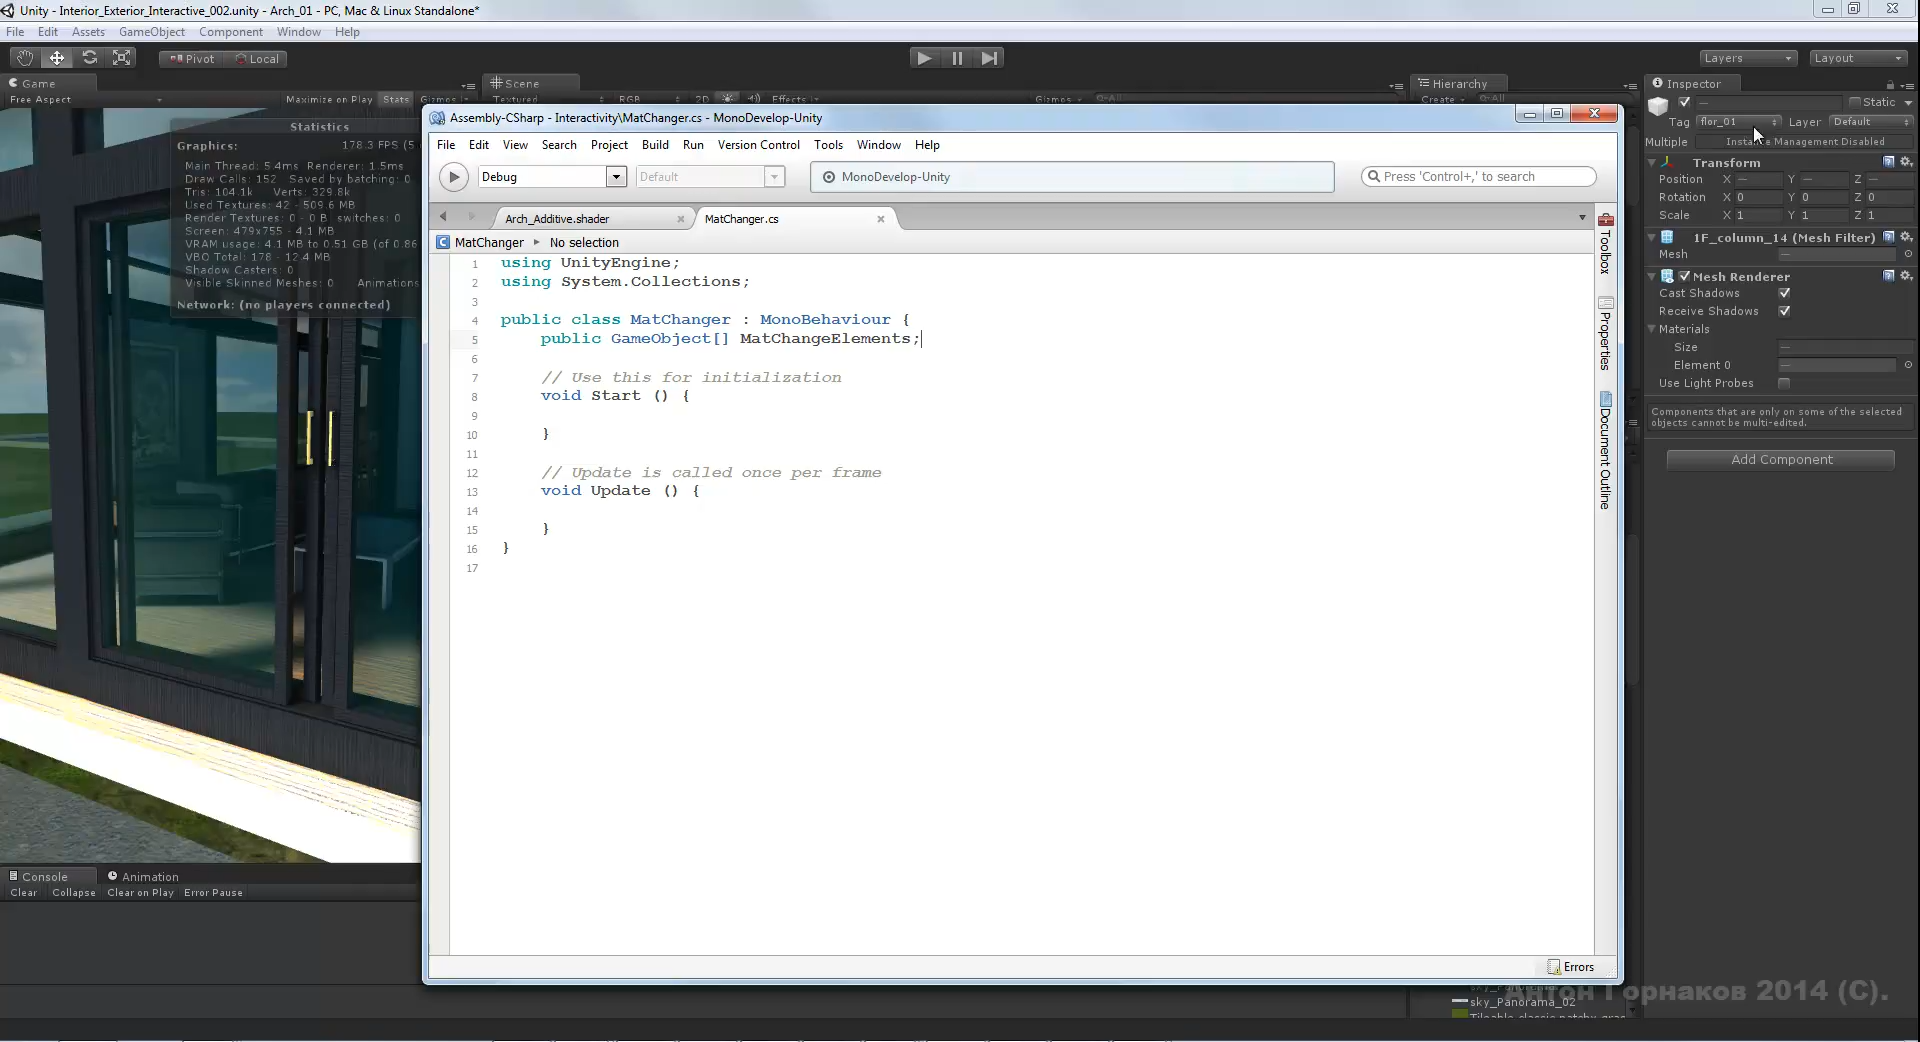 Unity - Interior_Exterior_Interactive_002.unity - Arch_01 - PC, Mac & Linux Standalone*
File Edit Assets GameObject Component Window Help
Pivot Local Layers Layout
Game Scene Hierarchy Inspector
Free Aspect Maximize on Play Stats Gizmos Textured RGB 2D Effects Gizmos All Create All
Static
Tag flor_01 Layer Default
Multiple Management Disabled
Transform
Position X — Y — Z —
Rotation X 0 Y 0 Z 0
Scale X 1 Y 1 Z 1
1F_column_14 (Mesh Filter)
Mesh —
Mesh Renderer
Cast Shadows
Receive Shadows
Materials
Size —
Element 0 —
Use Light Probes
Components that are only on some of the selected
objects cannot be multi-edited.
Add Component
Statistics
Graphics: 178.3 FPS (5
Main Thread: 5.4ms Renderer: 1.5ms
Draw Calls: 152 Saved by batching: 0
Tris: 104.1k Verts: 329.8k
Used Textures: 42 - 509.6 MB
Render Textures: 0 - 0 B switches: 0
Screen: 479x755 - 4.1 MB
VRAM usage: 4.1 MB to 0.51 GB (of 0.86
VBO Total: 178 - 12.4 MB
Shadow Casters: 0
Visible Skinned Meshes: 0 Animations
Network: (no players connected)
Assembly-CSharp - Interactivity\MatChanger.cs - MonoDevelop-Unity
File Edit View Search Project Build Run Version Control Tools Window Help
Debug Default MonoDevelop-Unity Press 'Control+,' to search
Arch_Additive.shader MatChanger.cs
MatChanger No selection
1 using UnityEngine;
2 using System.Collections;
3
4 public class MatChanger : MonoBehaviour {
5 public GameObject[] MatChangeElements;
6
7 // Use this for initialization
8 void Start () {
9
10 }
11
12 // Update is called once per frame
13 void Update () {
14
15 }
16 }
17
Toolbox
Properties
Document Outline
Errors
Console Animation
Clear Collapse Clear on Play Error Pause
sky_Panorama_02
Антон Горнаков 2014 (C).